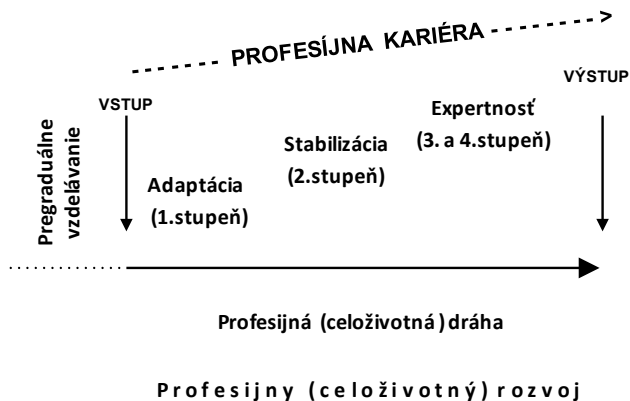 PROFESÍJNA KARIÉRA
VSTUP
VÝSTUP
Pregraduálne
vzdelávanie
Adaptácia
(1.stupeň)
Stabilizácia
(2.stupeň)
Expertnosť
(3. a 4.stupeň)
Profesijná (celoživotná) dráha
Profesijny (celoživotný) rozvoj